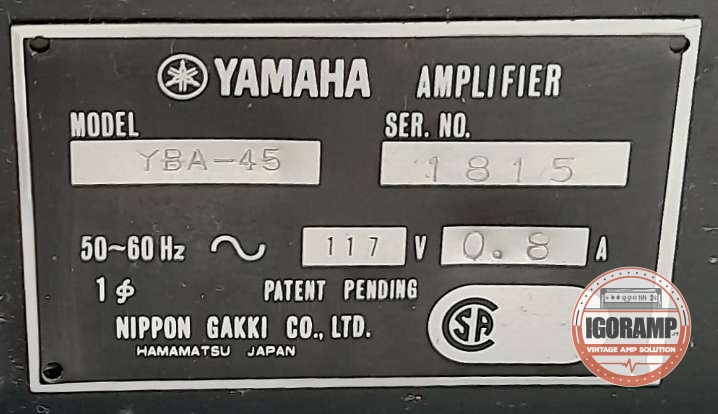 YAMAHA AMPLIFIER
MODEL SER. NO.
YBA-45 1815
50~60 Hz 117 V 0.8 A
1ϕ PATENT PENDING
NIPPON GAKKI CO., LTD.
HAMAMATSU JAPAN
CSA
IGORAMP
VINTAGE AMP SOLUTION